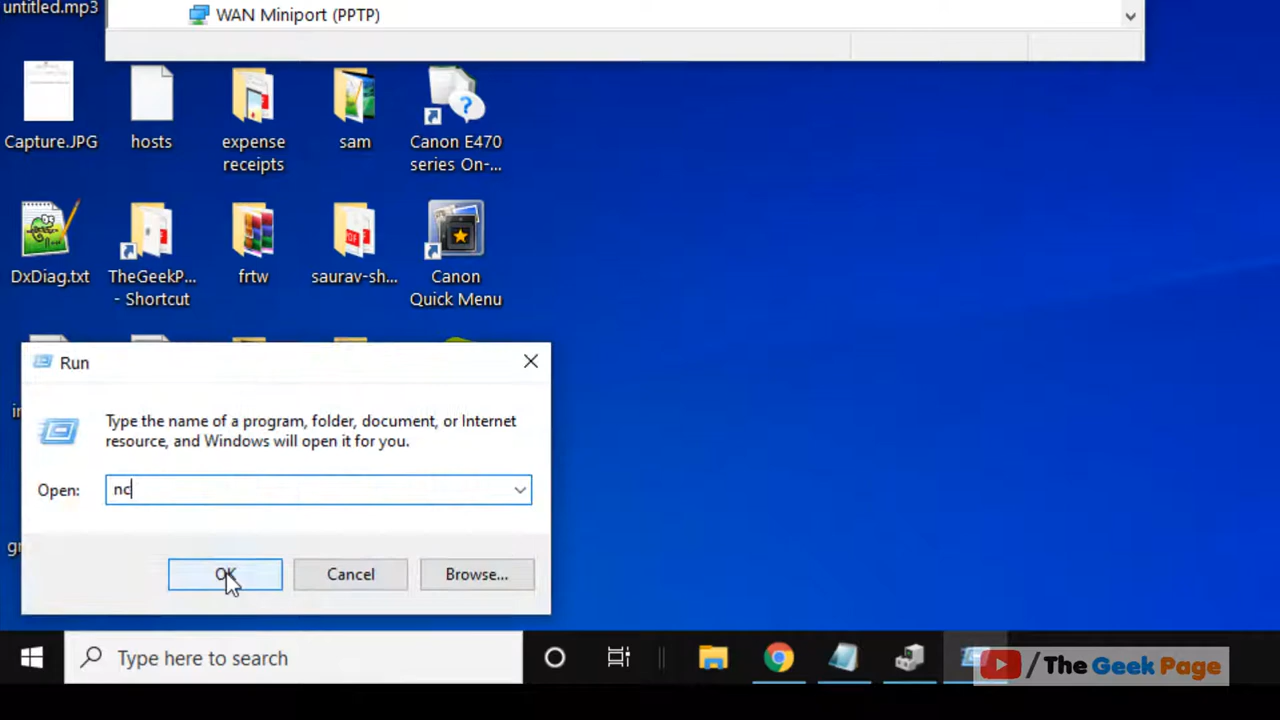 untitled.mp3
WAN Miniport (PPTP)
Capture.JPG
hosts
expense
receipts
sam
Canon E470
series On-...
DxDiag.txt
TheGeekP...
- Shortcut
frtw
saurav-sh...
Canon
Quick Menu
Run
Type the name of a program, folder, document, or Internet
resource, and Windows will open it for you.
Open:
nc
OK
Cancel
Browse...
Type here to search
/The Geek Page